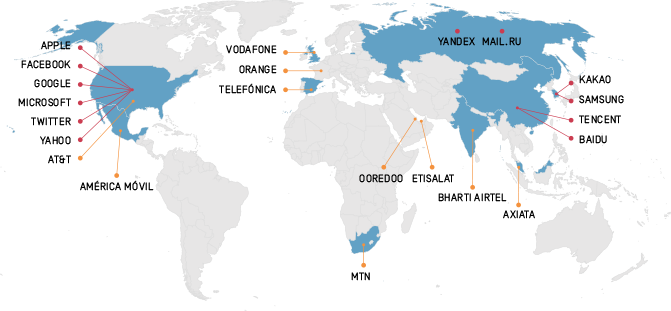 APPLE
FACEBOOK
GOOGLE
MICROSOFT
TWITTER
YAHOO
AT&T
AMÉRICA MÓVIL
VODAFONE
ORANGE
TELEFÓNICA
YANDEX MAIL.RU
KAKAO
SAMSUNG
TENCENT
BAIDU
OOREDOO ETISALAT
BHARTI AIRTEL
AXIATA
MTN